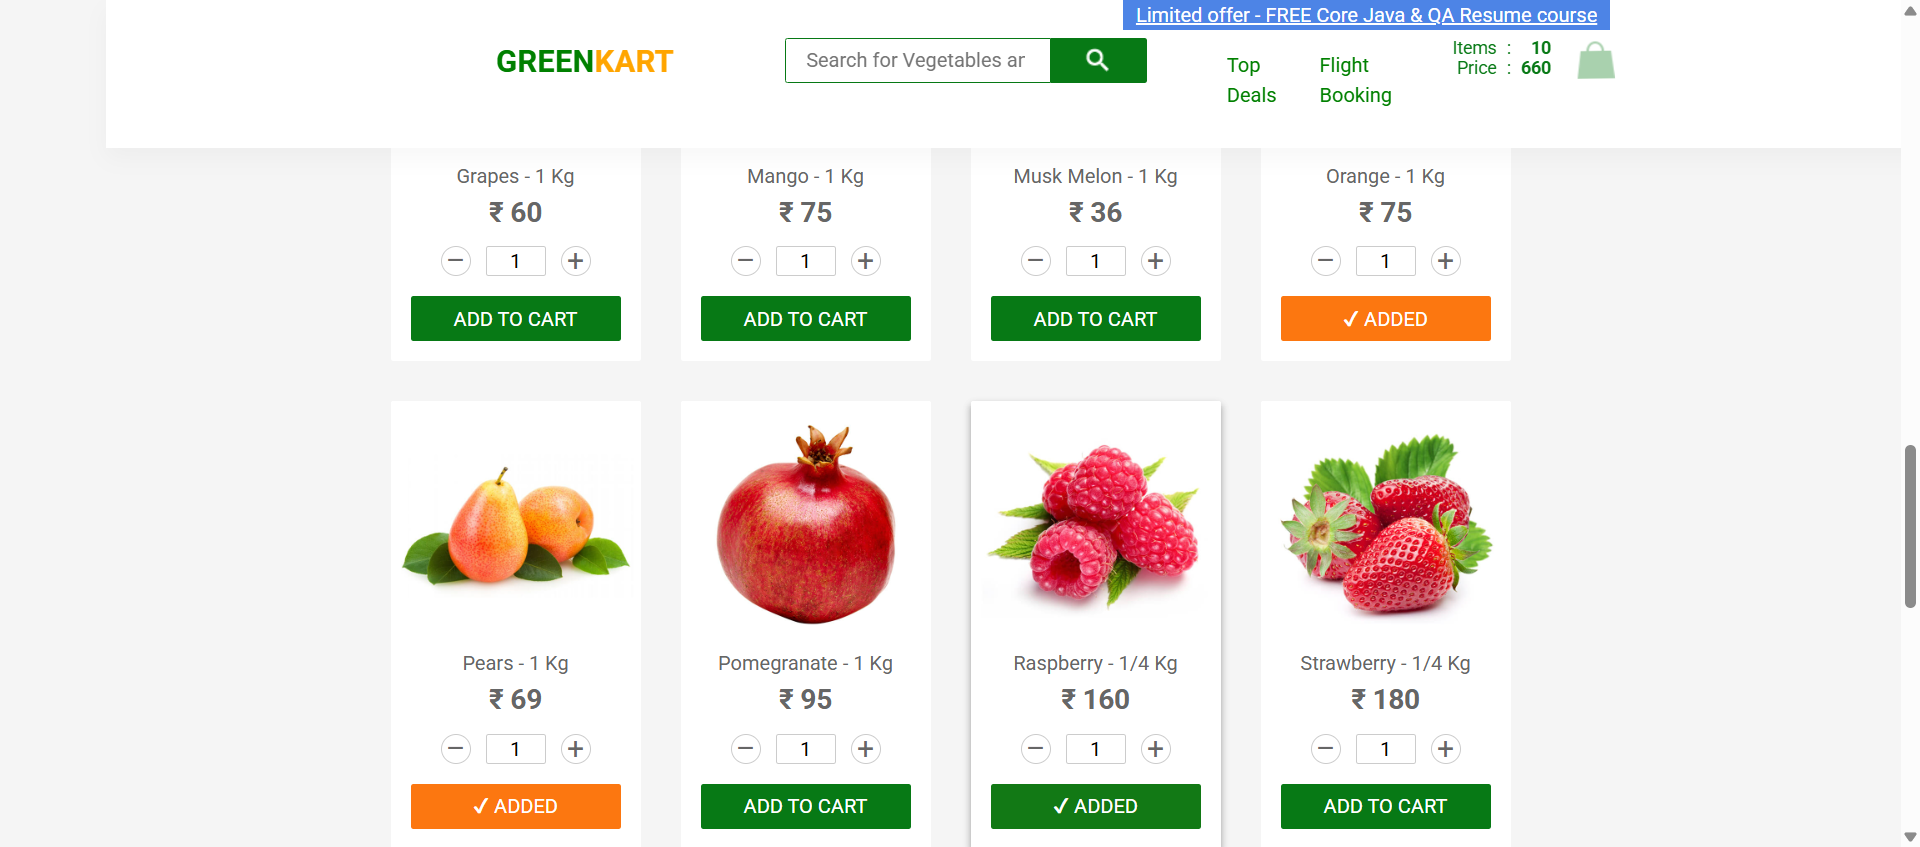 Limited offer - FREE Core Java & QA Resume course
GREENKART
Search for Vegetables ar
Top Deals
Flight Booking
Items : 10
Price : 660
Grapes - 1 Kg
₹ 60
− 1 +
ADD TO CART
Mango - 1 Kg
₹ 75
− 1 +
ADD TO CART
Musk Melon - 1 Kg
₹ 36
− 1 +
ADD TO CART
Orange - 1 Kg
₹ 75
− 1 +
✓ ADDED
Pears - 1 Kg
₹ 69
− 1 +
✓ ADDED
Pomegranate - 1 Kg
₹ 95
− 1 +
ADD TO CART
Raspberry - 1/4 Kg
₹ 160
− 1 +
✓ ADDED
Strawberry - 1/4 Kg
₹ 180
− 1 +
ADD TO CART